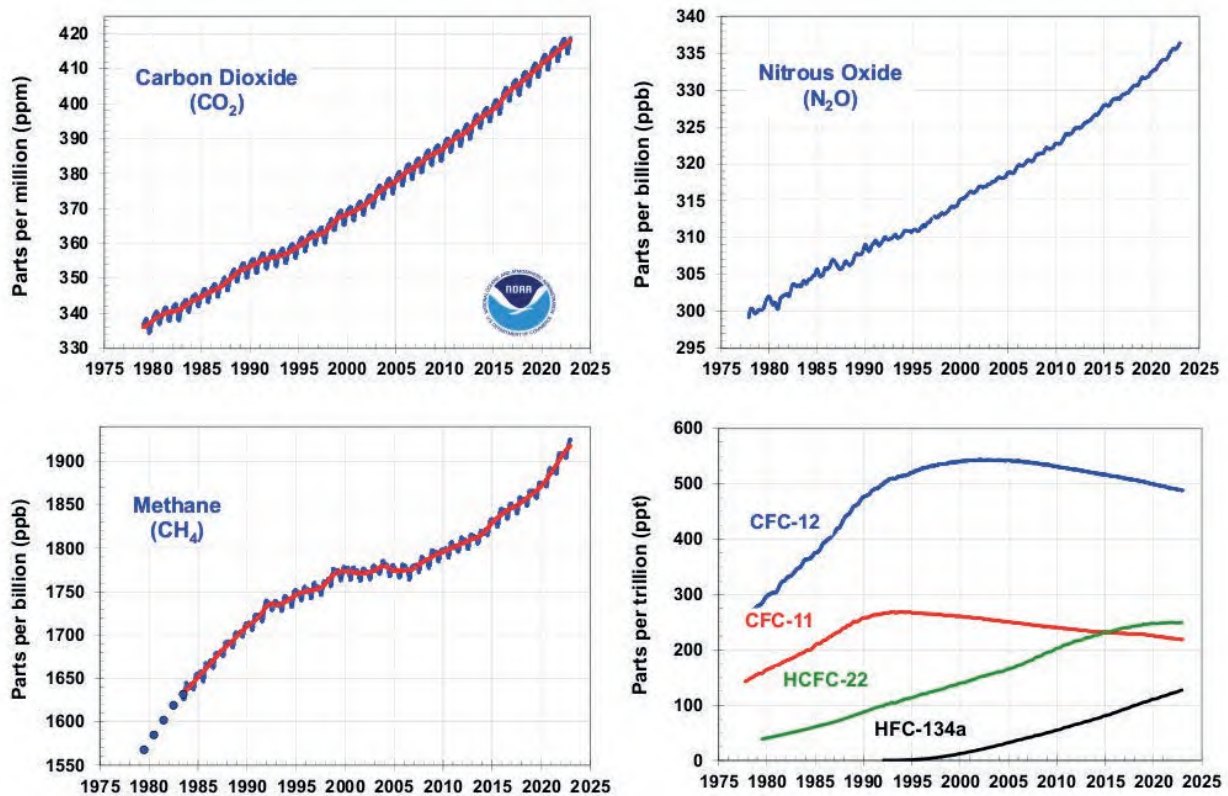 Parts per million (ppm)
420
410
400
390
380
370
360
350
340
330
Carbon Dioxide
(CO₂)
NOAA
1975 1980 1985 1990 1995 2000 2005 2010 2015 2020 2025
Parts per billion (ppb)
340
335
330
325
320
315
310
305
300
295
Nitrous Oxide
(N₂O)
1975 1980 1985 1990 1995 2000 2005 2010 2015 2020 2025
Parts per billion (ppb)
1900
1850
1800
1750
1700
1650
1600
1550
Methane
(CH₄)
1975 1980 1985 1990 1995 2000 2005 2010 2015 2020 2025
Parts per trillion (ppt)
600
500
400
300
200
100
0
CFC-12
CFC-11
HCFC-22
HFC-134a
1975 1980 1985 1990 1995 2000 2005 2010 2015 2020 2025